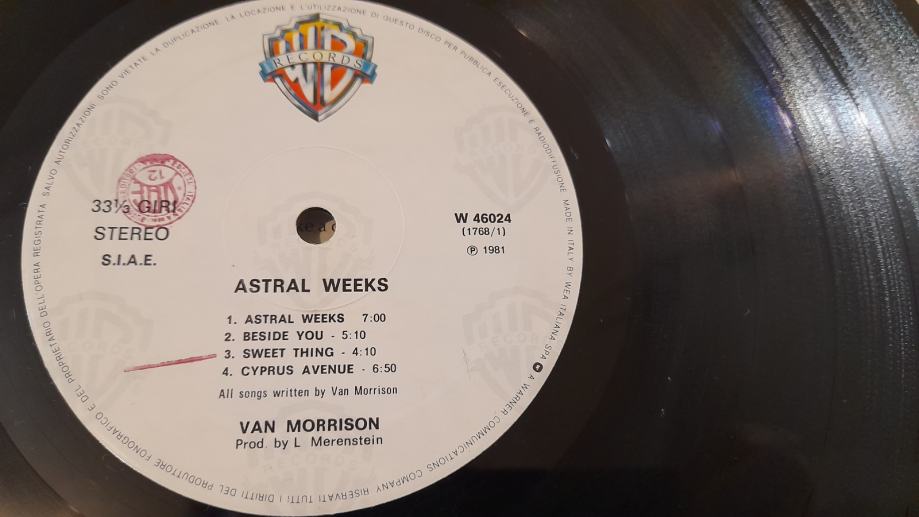 WB
RECORDS
33⅓ GIRI
STEREO
S.I.A.E.
W 46024
(1768/1)
℗ 1981
ASTRAL WEEKS
1. ASTRAL WEEKS 7:00
2. BESIDE YOU - 5:10
3. SWEET THING - 4:10
4. CYPRUS AVENUE - 6:50
All songs written by Van Morrison
VAN MORRISON
Prod. by L. Merenstein
MADE IN ITALY BY WEA ITALIANA SPA A WARNER COMMUNICATIONS COMPANY RISERVATI TUTTI I DIRITTI DEL PRODUTTORE FONOGRAFICO E DEL PROPRIETARIO DELL'OPERA REGISTRATA. SALVO AUTORIZZAZIONI SONO VIETATE LA DUPLICAZIONE, LA LOCAZIONE E L'UTILIZZAZIONE DI QUESTO DISCO PER PUBBLICA ESECUZIONE E RADIODIFFUSIONE